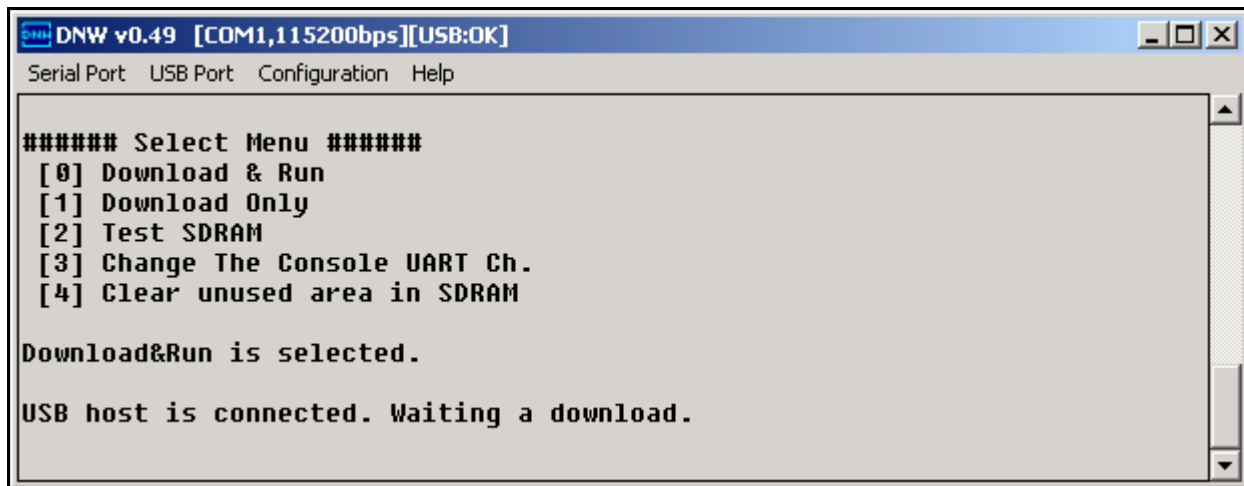 DNW DNW v0.49 [COM1,115200bps][USB:OK]
Serial Port USB Port Configuration Help
###### Select Menu ######
[0] Download & Run
[1] Download Only
[2] Test SDRAM
[3] Change The Console UART Ch.
[4] Clear unused area in SDRAM
Download&Run is selected.
USB host is connected. Waiting a download.